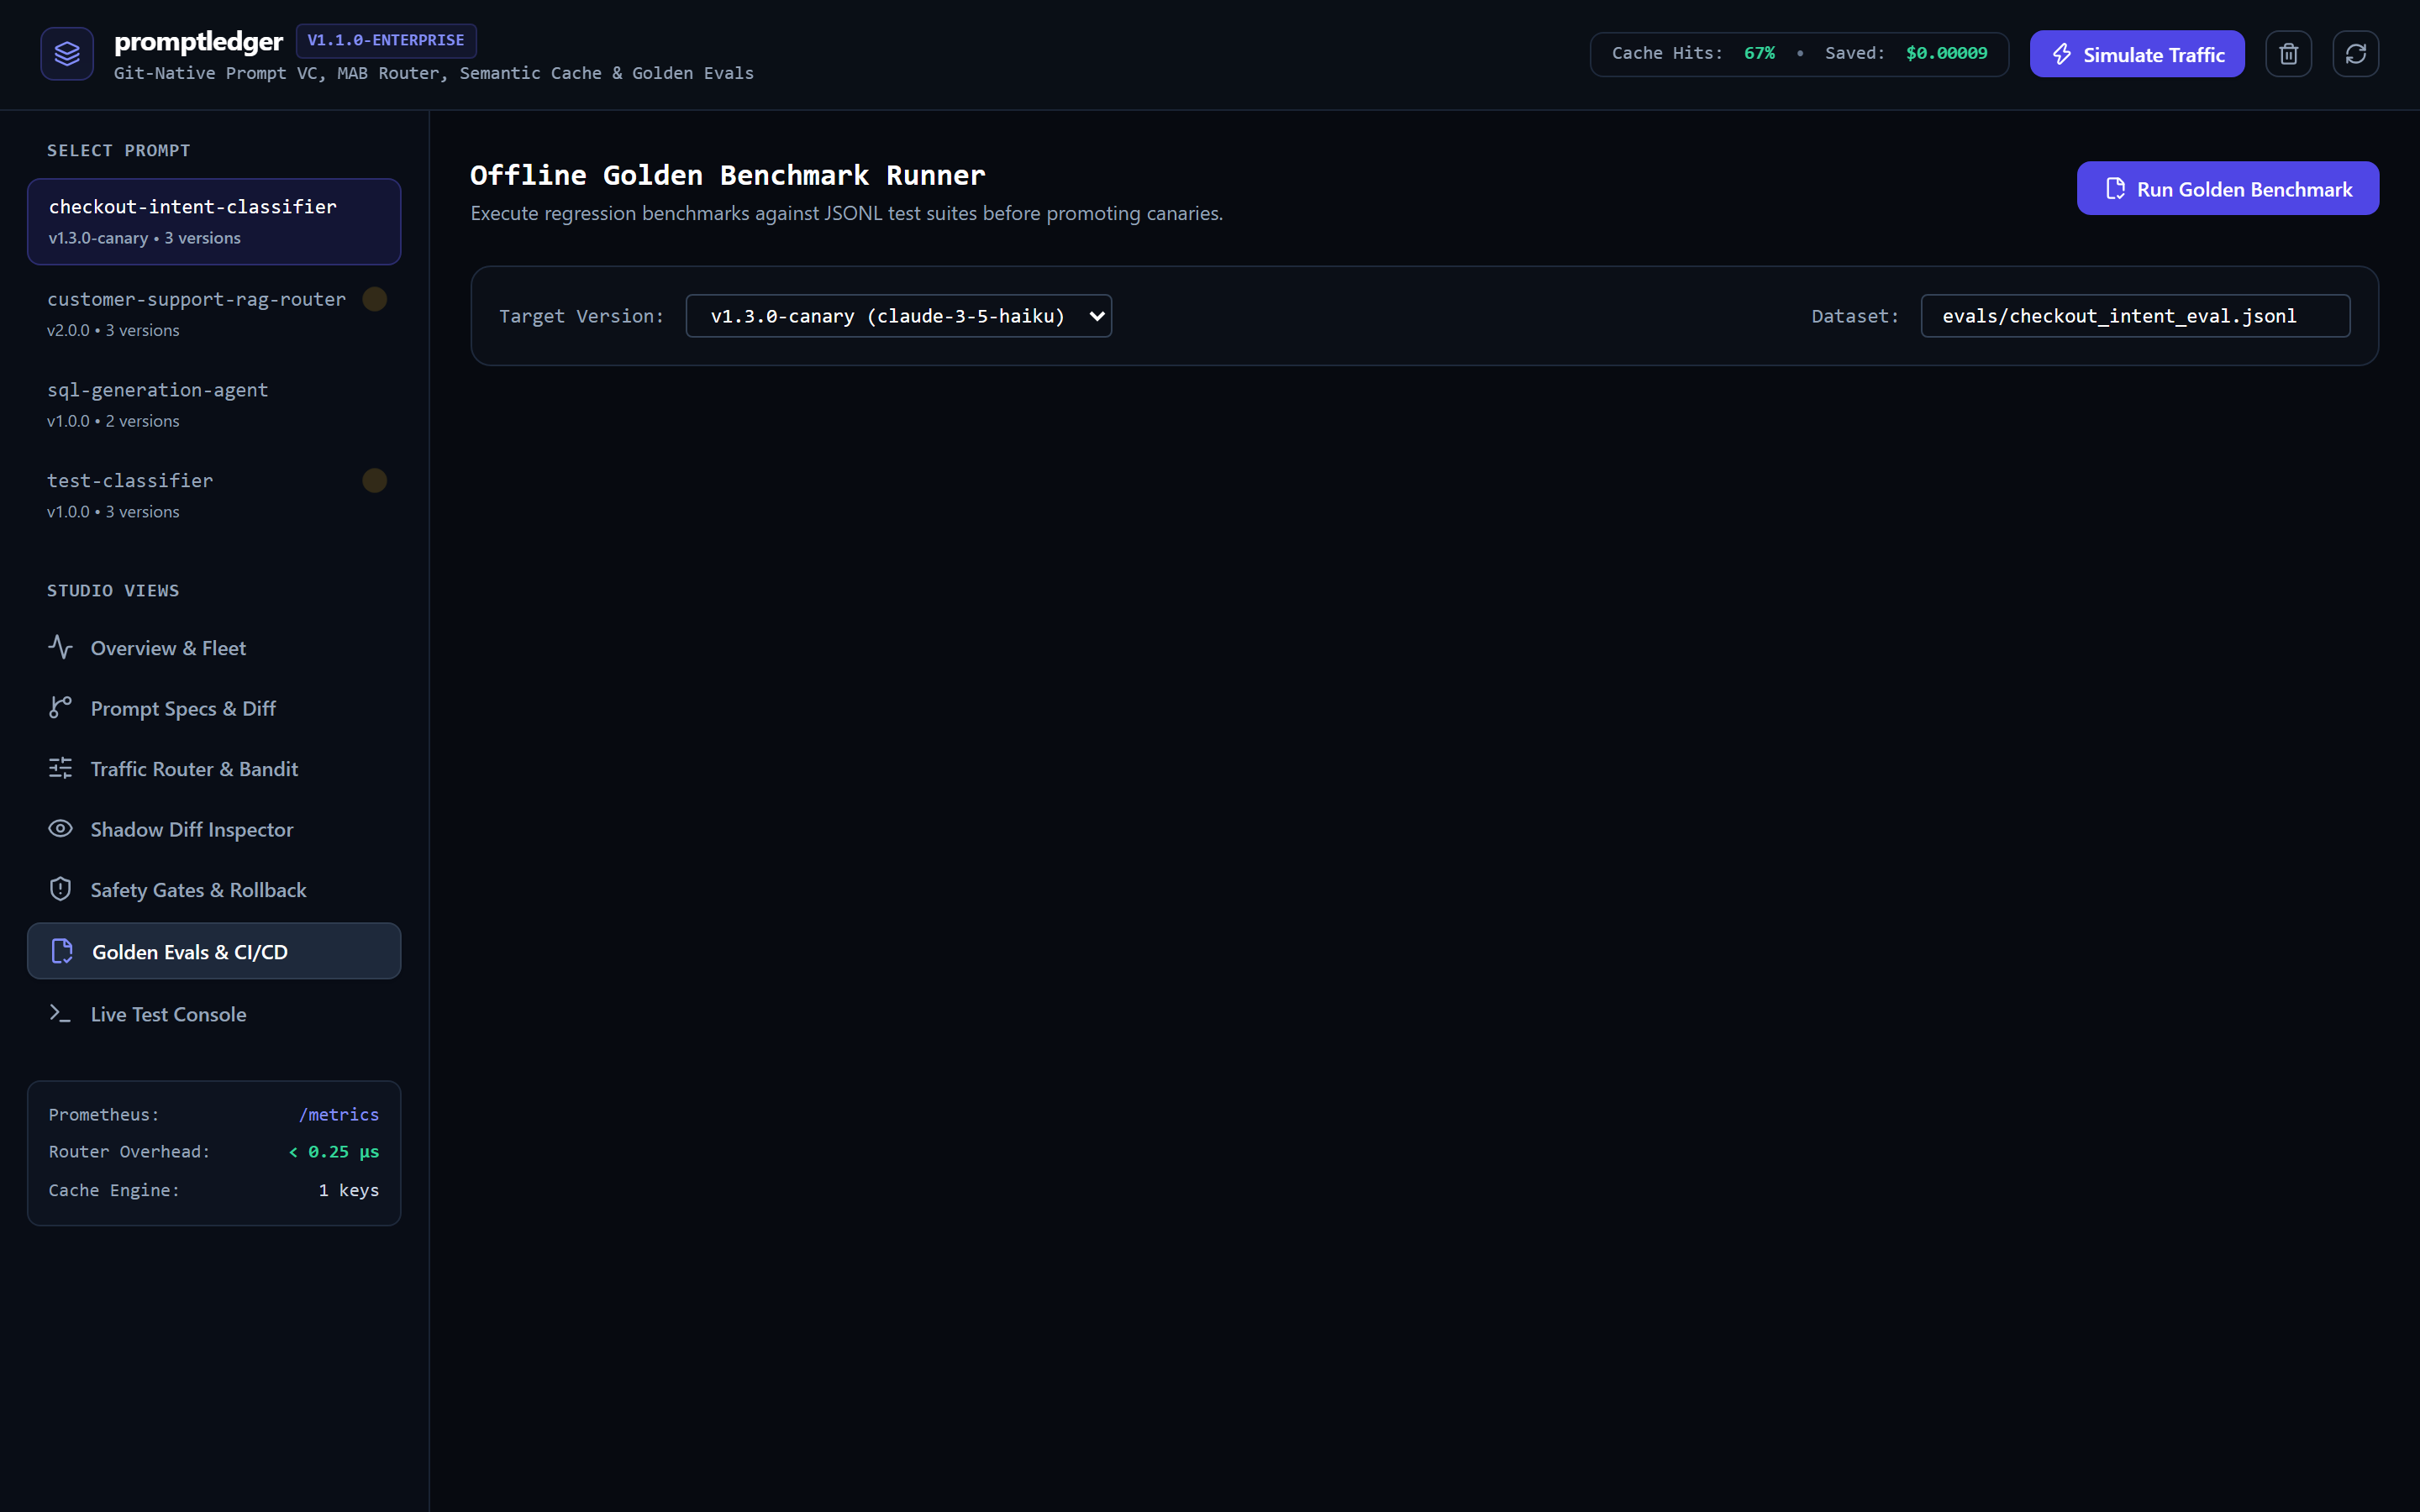 promptledger V1.1.0-ENTERPRISE
Git-Native Prompt VC, MAB Router, Semantic Cache & Golden Evals
Cache Hits: 67% • Saved: $0.00009
Simulate Traffic
SELECT PROMPT
checkout-intent-classifier
v1.3.0-canary • 3 versions
customer-support-rag-router
v2.0.0 • 3 versions
sql-generation-agent
v1.0.0 • 2 versions
test-classifier
v1.0.0 • 3 versions
STUDIO VIEWS
Overview & Fleet
Prompt Specs & Diff
Traffic Router & Bandit
Shadow Diff Inspector
Safety Gates & Rollback
Golden Evals & CI/CD
Live Test Console
Prometheus: /metrics
Router Overhead: < 0.25 µs
Cache Engine: 1 keys
Offline Golden Benchmark Runner
Execute regression benchmarks against JSONL test suites before promoting canaries.
Run Golden Benchmark
Target Version: v1.3.0-canary (claude-3-5-haiku)
Dataset: evals/checkout_intent_eval.jsonl